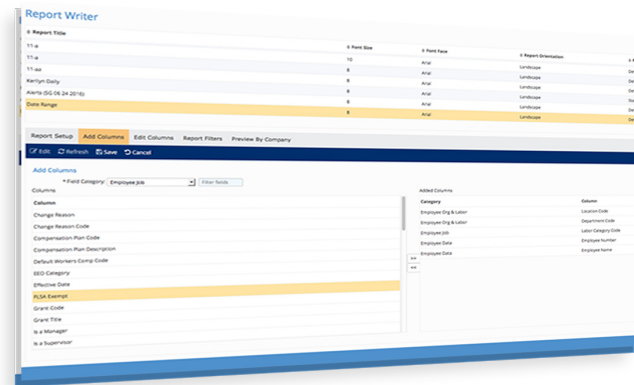 Report Writer
Report Title Font Size Font Face Report Orientation
11-a 10 Arial Landscape
11-a 8 Arial Landscape
11-aa 8 Arial Landscape
Kaitlyn Daily 8 Arial Landscape
Alerts (SG 06 24 2016) 8 Arial Landscape
Date Range 8 Arial Landscape
Report Setup Add Columns Edit Columns Report Filters Preview By Company
Edit Refresh Save Cancel
Add Columns
* Field Category: Employee Job Filter fields
Columns Added Columns
Column Category Column
Change Reason Employee Org & Labor Location Code
Change Reason Code Employee Org & Labor Department Code
Compensation Plan Code Employee Job Labor Category Code
Compensation Plan Description Employee Data Employee Number
Default Workers Comp Code Employee Data Employee Name
>>
EEO Category
<<
Effective Date
FLSA Exempt
Grant Code
Grant Title
Is a Manager
Is a Supervisor